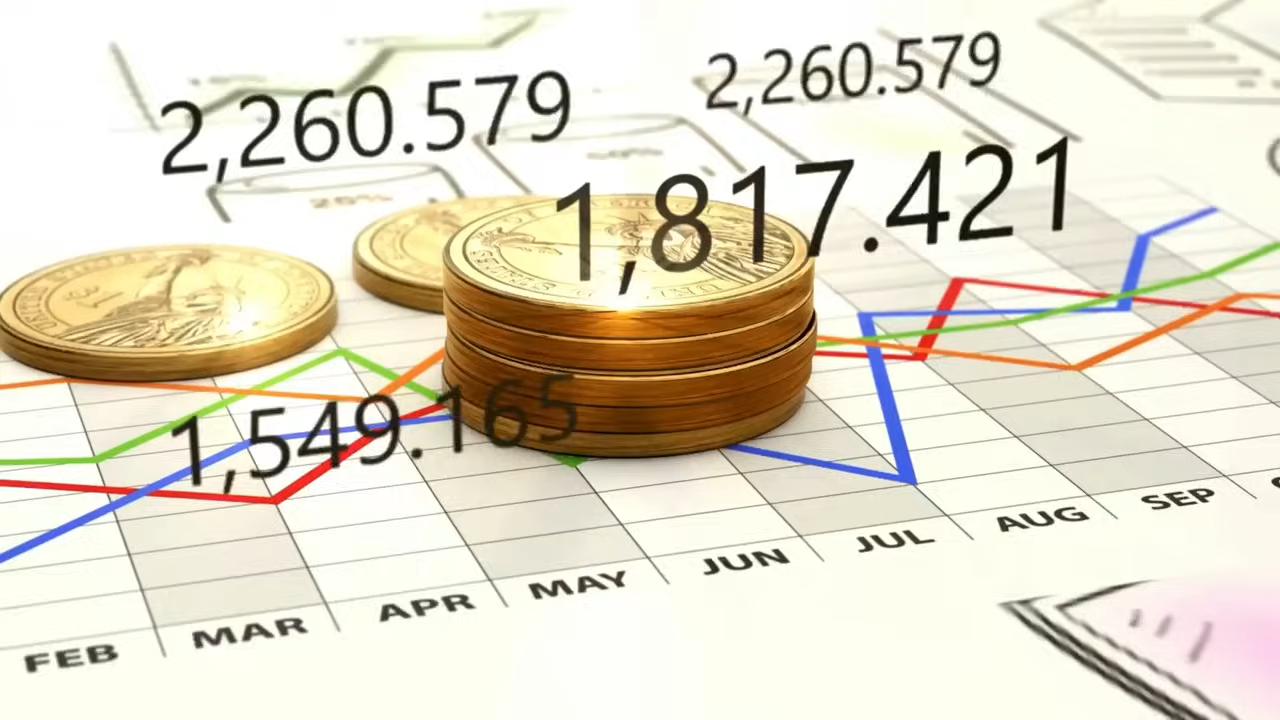 2,260.579
2,260.579
1,817.421
$1
1,549.165
FEB
MAR
APR
MAY
JUN
JUL
AUG
SEP